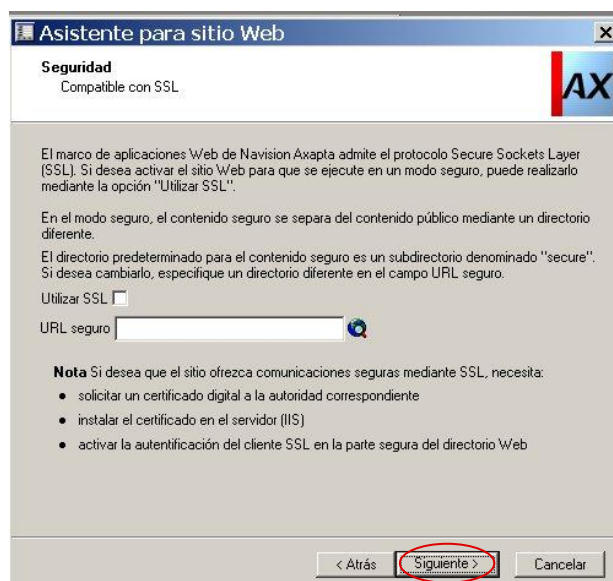 Asistente para sitio Web
Seguridad
Compatible con SSL
AX
El marco de aplicaciones Web de Navision Axapta admite el protocolo Secure Sockets Layer
(SSL). Si desea activar el sitio Web para que se ejecute en un modo seguro, puede realizarlo
mediante la opción "Utilizar SSL".
En el modo seguro, el contenido seguro se separa del contenido público mediante un directorio
diferente.
El directorio predeterminado para el contenido seguro es un subdirectorio denominado "secure".
Si desea cambiarlo, especifique un directorio diferente en el campo URL seguro.
Utilizar SSL
URL seguro
Nota Si desea que el sitio ofrezca comunicaciones seguras mediante SSL, necesita:
• solicitar un certificado digital a la autoridad correspondiente
• instalar el certificado en el servidor (IIS)
• activar la autentificación del cliente SSL en la parte segura del directorio Web
< Atrás
Siguiente >
Cancelar